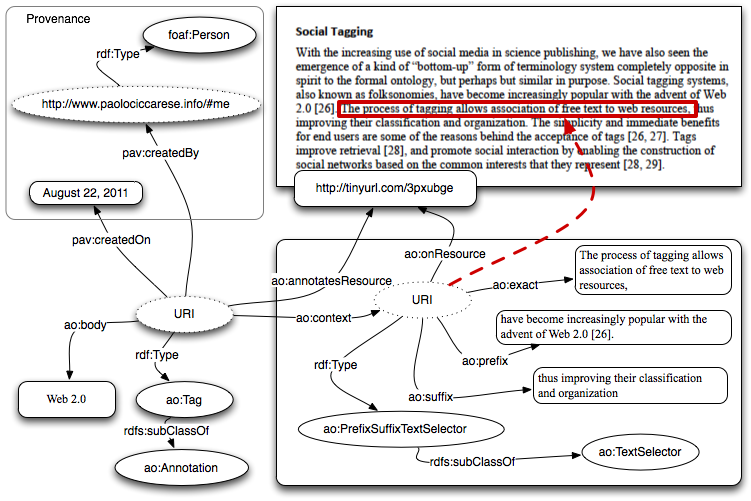 Provenance
foaf:Person
rdf:Type
http://www.paolociccarese.info/#me
pav:createdBy
August 22, 2011
pav:createdOn
Social Tagging
With the increasing use of social media in science publishing, we have also seen the
emergence of a kind of “bottom-up” form of terminology system completely opposite in
spirit to the formal ontology, but perhaps but similar in purpose. Social tagging systems,
also known as folksonomies, have become increasingly popular with the advent of Web
2.0 [26]. The process of tagging allows association of free text to web resources, thus
improving their classification and organization. The simplicity and immediate benefits
for end users are some of the reasons behind the acceptance of tags [26, 27]. Tags
improve retrieval [28], and promote social interaction by enabling the construction of
social networks based on the common interests that they represent [28, 29].
http://tinyurl.com/3pxubge
ao:onResource
ao:annotatesResource
URI
ao:body
ao:context
rdf:Type
Web 2.0
ao:Tag
rdfs:subClassOf
ao:Annotation
URI
ao:exact
The process of tagging allows
association of free text to web
resources,
ao:prefix
have become increasingly popular with the
advent of Web 2.0 [26].
rdf:Type
ao:suffix
thus improving their classification
and organization
ao:PrefixSuffixTextSelector
rdfs:subClassOf
ao:TextSelector